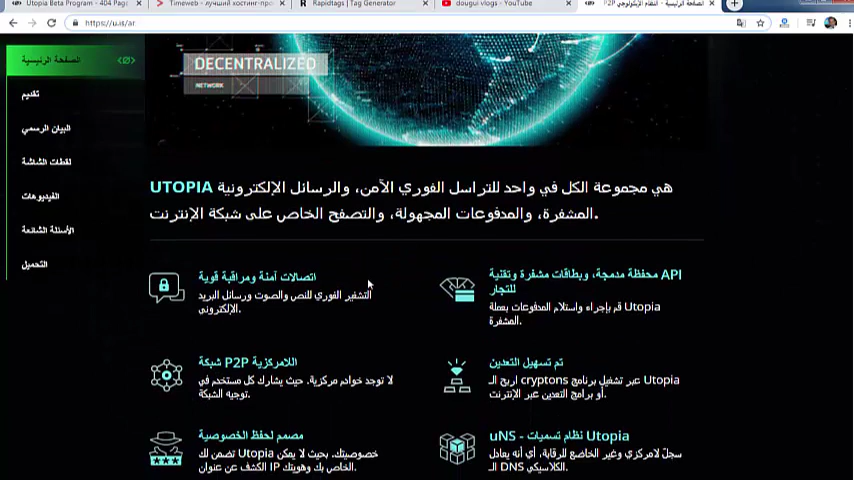 Utopia Beta Program - 404 Page
Timeweb - лучший хостинг-про
Rapidtags | Tag Generator
dougui vlogs - YouTube
الصفحة الرئيسية - النظام الإيكولوجي P2P
https://u.is/ar
الصفحة الرئيسية
تقديم
البيان الرسمي
لقطات الشاشة
الفيديوهات
الأسئلة الشائعة
التحميل
DECENTRALIZED
NETWORK
UTOPIA هي مجموعة الكل في واحد للتراسل الفوري الآمن، والرسائل الإلكترونية
المشفرة، والمدفوعات المجهولة، والتصفح الخاص على شبكة الإنترنت.
اتصالات آمنة ومراقبة قوية
التشفير الفوري للنص والصوت ورسائل البريد
الإلكتروني.
API محفظة مدمجة، وبطاقات مشفرة وتقنية
للتجار
Utopia قم بإجراء واستلام المدفوعات بعملة
المشفرة.
اللامركزية P2P شبكة
لا توجد خوادم مركزية. حيث يشارك كل مستخدم في
توجيه الشبكة.
تم تسهيل التعدين
Utopia عبر تشغيل برنامج cryptons اربح الـ
أو برامج التعدين عبر الإنترنت.
مصمم لحفظ الخصوصية
خصوصيتك. بحيث لا يمكن Utopia تضمن لك
الخاص بك وهويتك IP الكشف عن عنوان
uNS - نظام تسميات Utopia
سجلّ لامركزي وغير الخاضع للرقابة، أي أنه يعادل
الكلاسيكي DNS الـ.